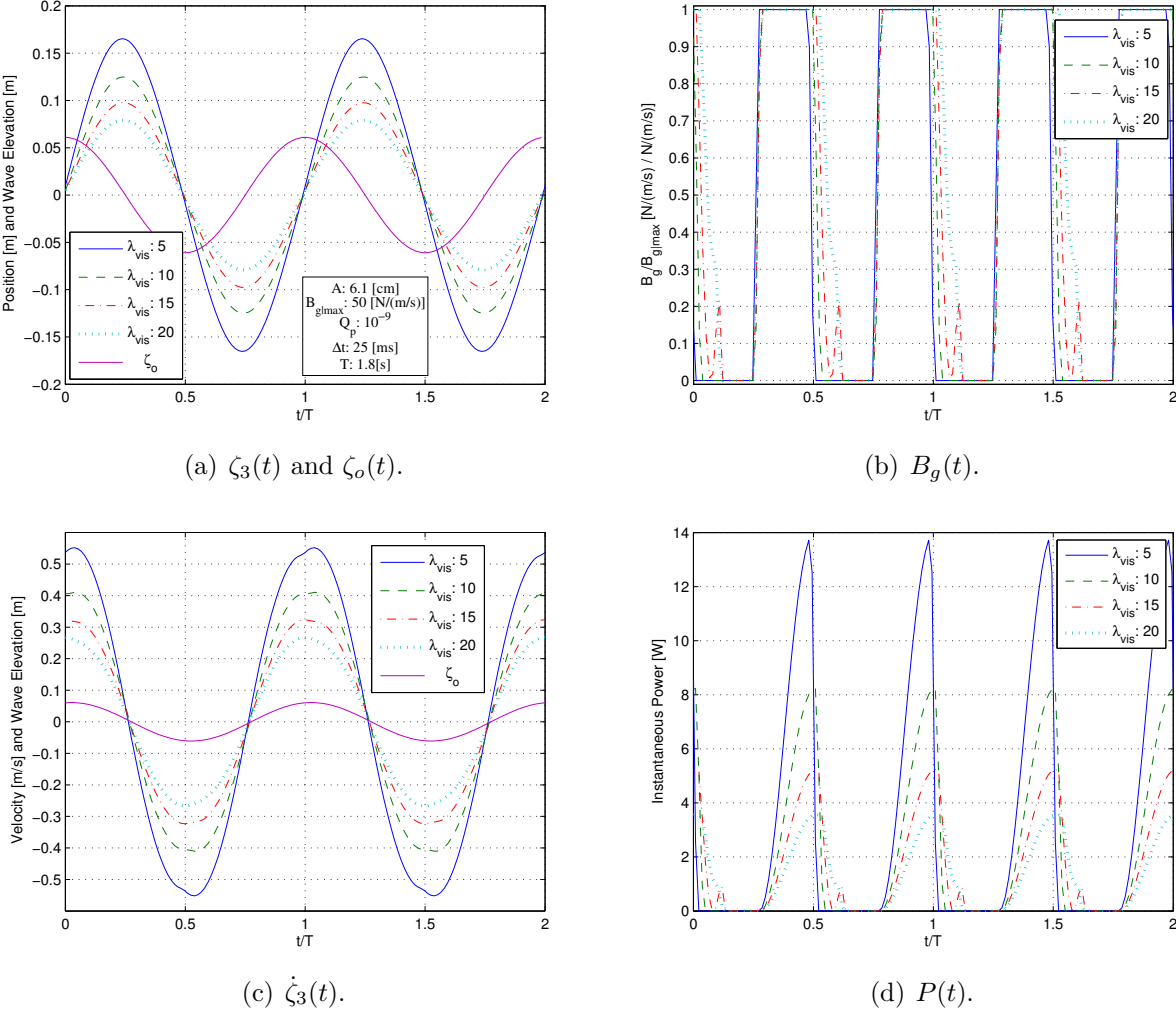 0.2
0.15
0.1
0.05
0
−0.05
−0.1
−0.15
−0.2
Position [m] and Wave Elevation [m]
λvis: 5
λvis: 10
λvis: 15
λvis: 20
ζo
A: 6.1 [cm]
Bg|max: 50 [N/(m/s)]
Qp: 10−9
Δt: 25 [ms]
T: 1.8[s]
0 0.5 1 1.5 2
t/T
(a) ζ3(t) and ζo(t).
1
0.9
0.8
0.7
0.6
0.5
0.4
0.3
0.2
0.1
0
Bg/Bg|max [N/(m/s) / N/(m/s)]
λvis: 5
λvis: 10
λvis: 15
λvis: 20
0 0.5 1 1.5 2
t/T
(b) Bg(t).
0.5
0.4
0.3
0.2
0.1
0
−0.1
−0.2
−0.3
−0.4
−0.5
Velocity [m/s] and Wave Elevation [m]
λvis: 5
λvis: 10
λvis: 15
λvis: 20
ζo
0 0.5 1 1.5 2
t/T
(c) ζ̇3(t).
14
12
10
8
6
4
2
0
Instantaneous Power [W]
λvis: 5
λvis: 10
λvis: 15
λvis: 20
0 0.5 1 1.5 2
t/T
(d) P(t).